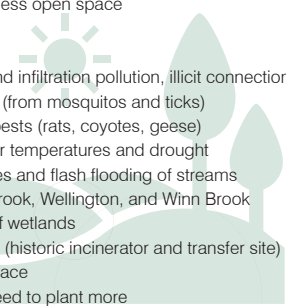 ess open space
nd infiltration pollution, illicit connection
(from mosquitos and ticks)
ests (rats, coyotes, geese)
r temperatures and drought
es and flash flooding of streams
rook, Wellington, and Winn Brook
f wetlands
(historic incinerator and transfer site)
ace
eed to plant more